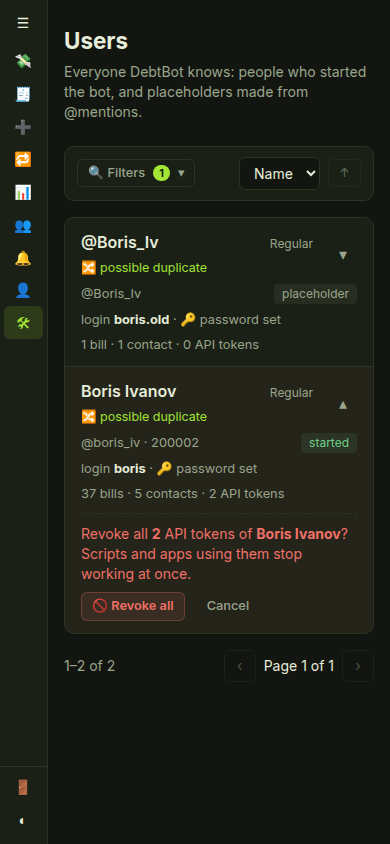 Users
Everyone DebtBot knows: people who started
the bot, and placeholders made from
@mentions.
Filters 1 ▾ Name ↑
@Boris_Iv Regular ▼
possible duplicate
@Boris_Iv placeholder
login boris.old · password set
1 bill · 1 contact · 0 API tokens
Boris Ivanov Regular ▲
possible duplicate
@boris_iv · 200002 started
login boris · password set
37 bills · 5 contacts · 2 API tokens
Revoke all 2 API tokens of Boris Ivanov?
Scripts and apps using them stop
working at once.
Revoke all Cancel
1–2 of 2 ‹ Page 1 of 1 ›